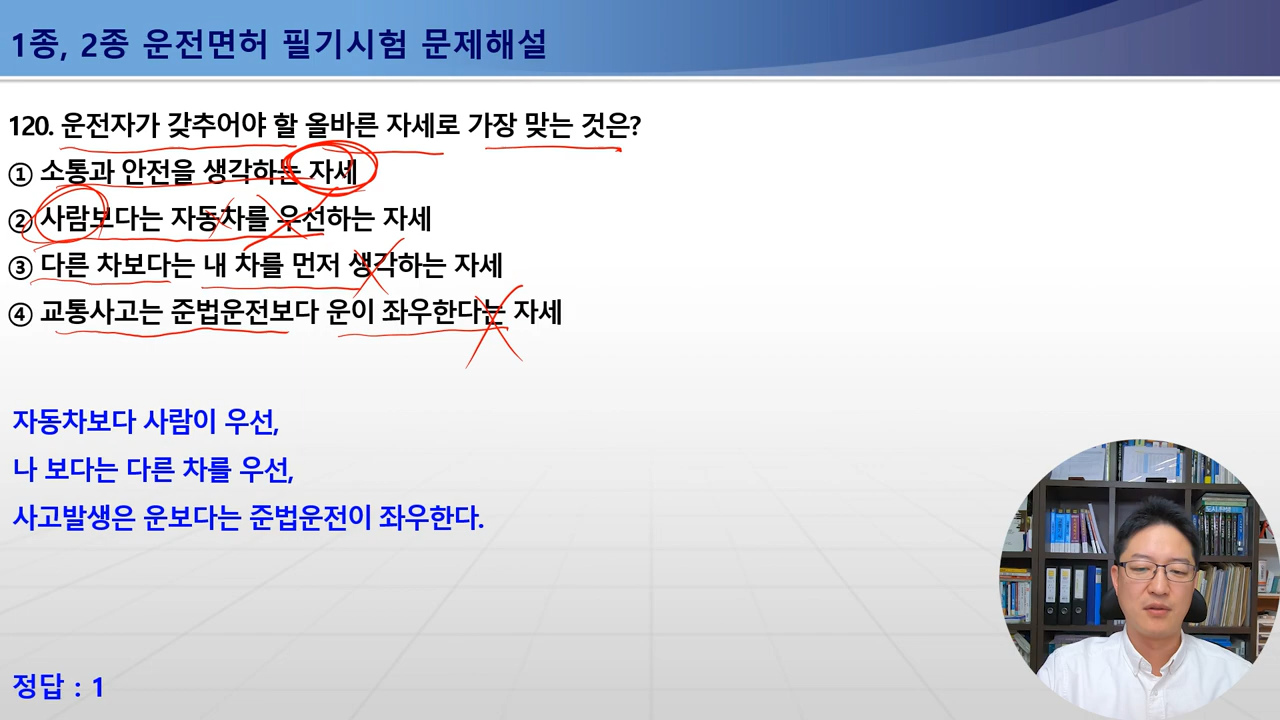 1종, 2종 운전면허 필기시험 문제해설
120. 운전자가 갖추어야 할 올바른 자세로 가장 맞는 것은?
① 소통과 안전을 생각하는 자세
② 사람보다는 자동차를 우선하는 자세
③ 다른 차보다는 내 차를 먼저 생각하는 자세
④ 교통사고는 준법운전보다 운이 좌우한다는 자세
자동차보다 사람이 우선,
나 보다는 다른 차를 우선,
사고발생은 운보다는 준법운전이 좌우한다.
정답 : 1